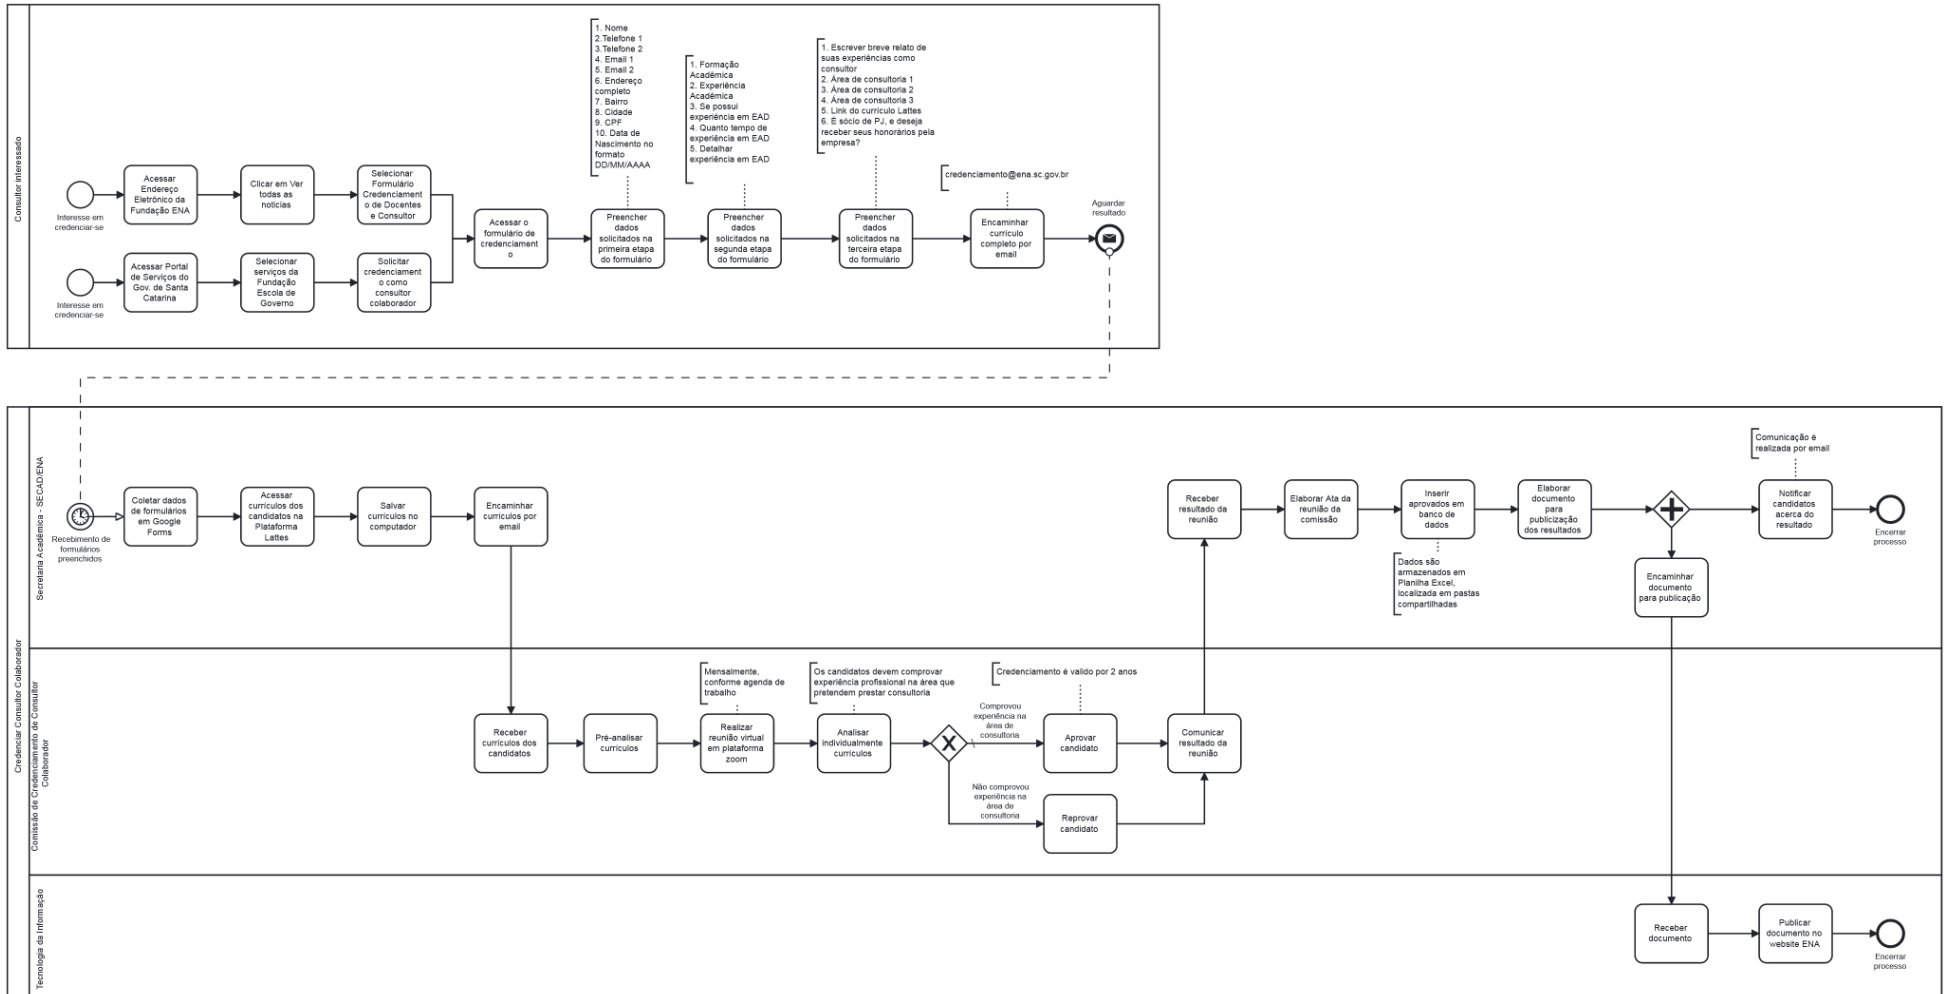 Consultor interessado
1. Nome
2.Telefone 1
3.Telefone 2
4. Email 1
5. Email 2
6. Endereço
completo
7. Bairro
8. Cidade
9. CPF
10. Data de
Nascimento no
formato
DD/MM/AAAA
1. Formação
Acadêmica
2. Experiência
Acadêmica
3. Se possui
experiência em EAD
4. Quanto tempo de
experiência em EAD
5. Detalhar
experiência em EAD
1. Escrever breve relato de
suas experiências como
consultor
2. Área de consultoria 1
3. Área de consultoria 2
4. Área de consultoria 3
5. Link do currículo Lattes
6. É sócio de PJ, e deseja
receber seus honorários pela
empresa?
credenciamento@ena.sc.gov.br
Interesse em
credenciar-se
Acessar
Endereço
Eletrônico da
Fundação ENA
Clicar em Ver
todas as
notícias
Selecionar
Formulário
Credenciament
o de Docentes
e Consultor
Interesse em
credenciar-se
Acessar Portal
de Serviços do
Gov. de Santa
Catarina
Selecionar
serviços da
Fundação
Escola de
Governo
Solicitar
credenciament
o como
consultor
colaborador
Acessar o
formulário de
credenciament
o
Preencher
dados
solicitados na
primeira etapa
do formulário
Preencher
dados
solicitados na
segunda etapa
do formulário
Preencher
dados
solicitados na
terceira etapa
do formulário
Encaminhar
currículo
completo por
email
Aguardar
resultado
Credenciar Consultor Colaborador
Secretaria Acadêmica - SECAD/ENA
Recebimento de
formulários
preenchidos
Coletar dados
de formulários
em Google
Forms
Acessar
currículos dos
candidatos na
Plataforma
Lattes
Salvar
currículos no
computador
Encaminhar
currículos por
email
Receber
resultado da
reunião
Elaborar Ata da
reunião da
comissão
Inserir
aprovados em
banco de
dados
Dados são
armazenados em
Planilha Excel,
localizada em pastas
compartilhadas
Elaborar
documento
para
publicização
dos resultados
Encaminhar
documento
para publicação
Comunicação é
realizada por email
Notificar
candidatos
acerca do
resultado
Encerrar
processo
Comissão de Credenciamento de Consultor
Colaborador
Receber
currículos dos
candidatos
Pré-analisar
currículos
Mensalmente,
conforme agenda de
trabalho
Realizar
reunião virtual
em plataforma
zoom
Os candidatos devem comprovar
experiência profissional na área que
pretendem prestar consultoria
Analisar
individualmente
currículos
Comprovou
experiência na
área de
consultoria
Credenciamento é valido por 2 anos
Aprovar
candidato
Não comprovou
experiência na
área de
consultoria
Reprovar
candidato
Comunicar
resultado da
reunião
Tecnologia da Informação
Receber
documento
Publicar
documento no
website ENA
Encerrar
processo